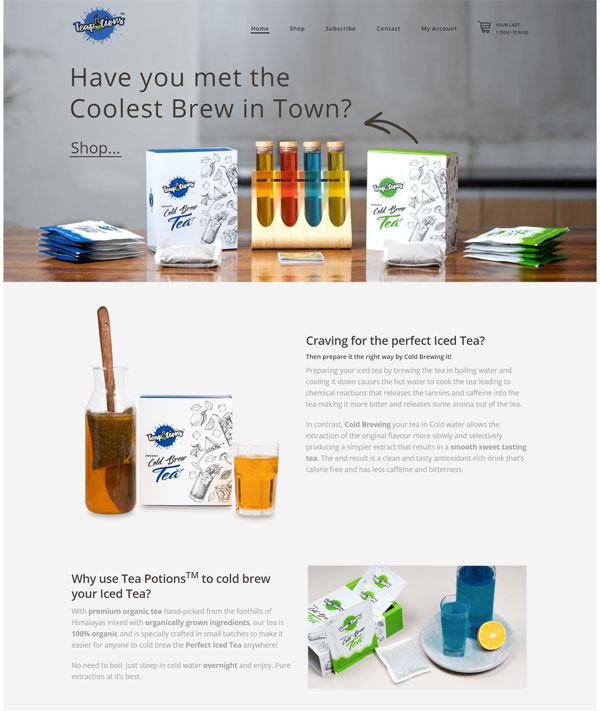 Teapotions™
Home
Shop
Subscribe
Contact
My Account
YOUR CART:
Have you met the
Coolest Brew in Town?
Shop...
Teapotions
Cold Brew
Tea
Teapotions
Cold Brew
Tea
Craving for the perfect Iced Tea?
Then prepare it the right way by Cold Brewing it!
Preparing your iced tea by brewing the tea in boiling water and
cooling it down causes the hot water to cook the tea leading to
chemical reactions that releases the tannins and caffeine into the
tea making it more bitter and releases some aroma out of the tea.
In contrast, Cold Brewing your tea in Cold water allows the
extraction of the original flavour more slowly and selectively
producing a simpler extract that results in a smooth sweet tasting
tea. The end result is a clean and tasty antioxidant-rich drink that's
calorie free and has less caffeine and bitterness.
Teapotions
Cold Brew
Tea
Why use Tea Potions™ to cold brew
your Iced Tea?
With premium organic tea hand-picked from the foothills of
Himalayas mixed with organically grown ingredients, our tea is
100% organic and is specially crafted in small batches to make it
easier for anyone to cold brew the Perfect Iced Tea anywhere!
No need to boil. Just steep in cold water overnight and enjoy. Pure
extraction at it's best.
Cold Brew
Tea